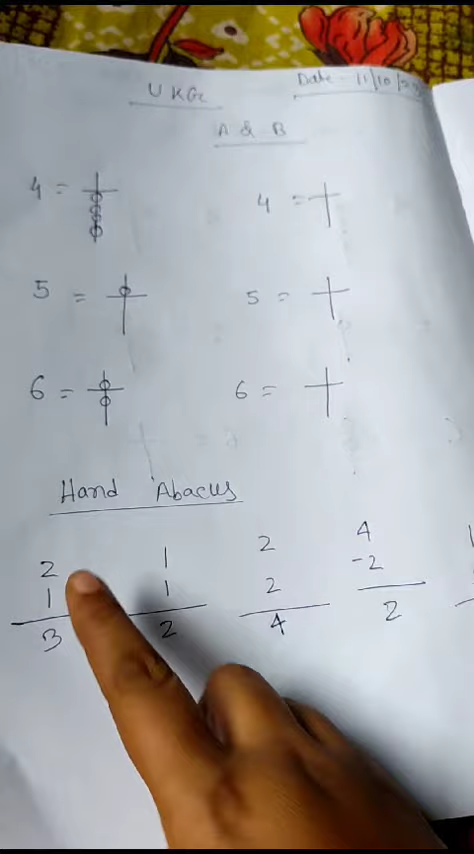 UKG
Date - 11/10/
A & B
4 = 4 =
5 = 5 =
6 = 6 =
Hand Abacus
2 1 2 4 1
1 1 2 -2
3 2 4 2